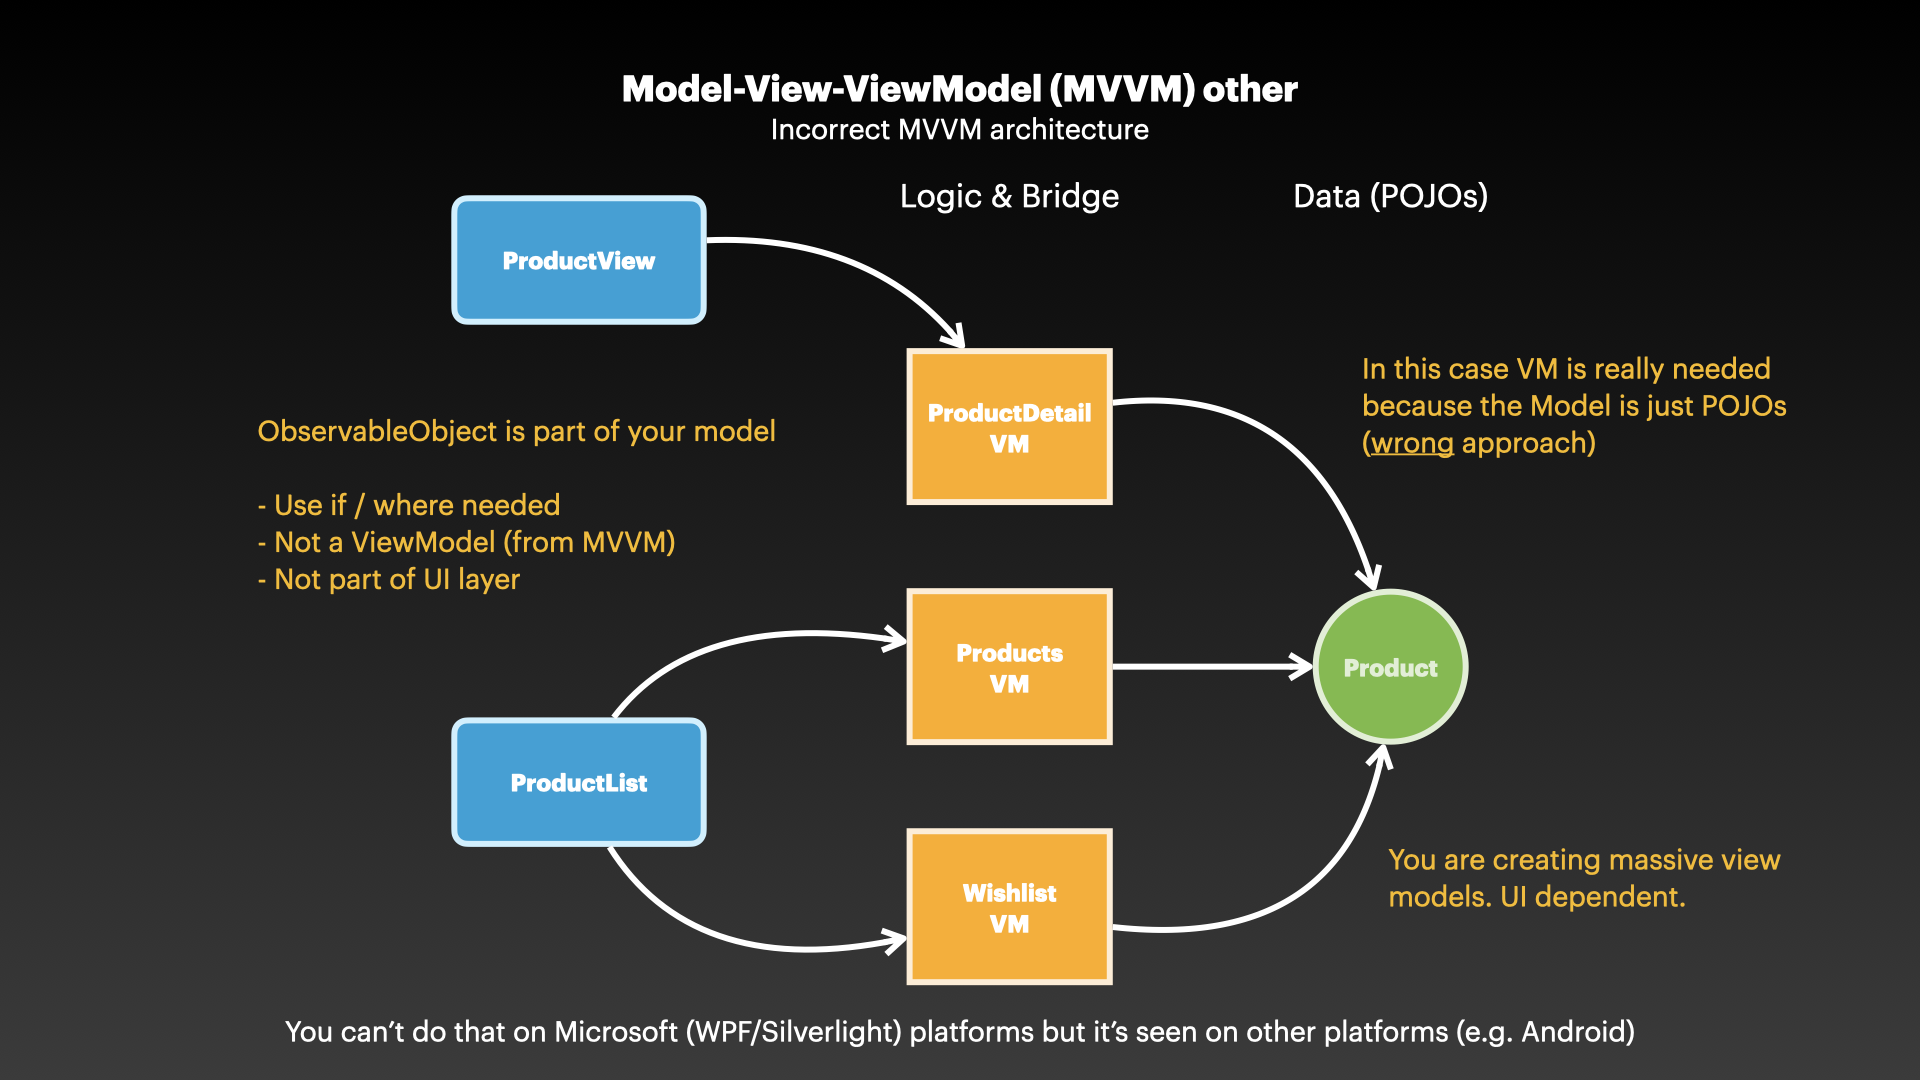 Model-View-ViewModel (MVVM) other
Incorrect MVVM architecture
Logic & Bridge
Data (POJOs)
ProductView
ProductDetail
VM
In this case VM is really needed
because the Model is just POJOs
(wrong approach)
ObservableObject is part of your model
- Use if / where needed
- Not a ViewModel (from MVVM)
- Not part of UI layer
Products
VM
Product
ProductList
Wishlist
VM
You are creating massive view
models. UI dependent.
You can’t do that on Microsoft (WPF/Silverlight) platforms but it’s seen on other platforms (e.g. Android)